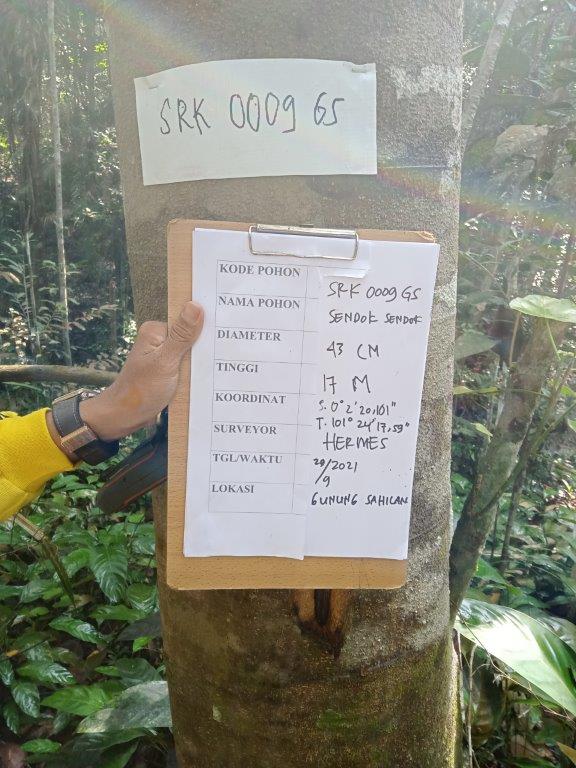 SRK 0009 GS
KODE POHON SRK 0009 GS
NAMA POHON SENDOK SENDOK
DIAMETER 43 CM
TINGGI 17 M
KOORDINAT S. 0° 2' 20,101"
T. 101° 24' 17,59"
SURVEYOR HERMES
TGL/WAKTU 20/2021
/9
LOKASI GUNUNG SAHILAN